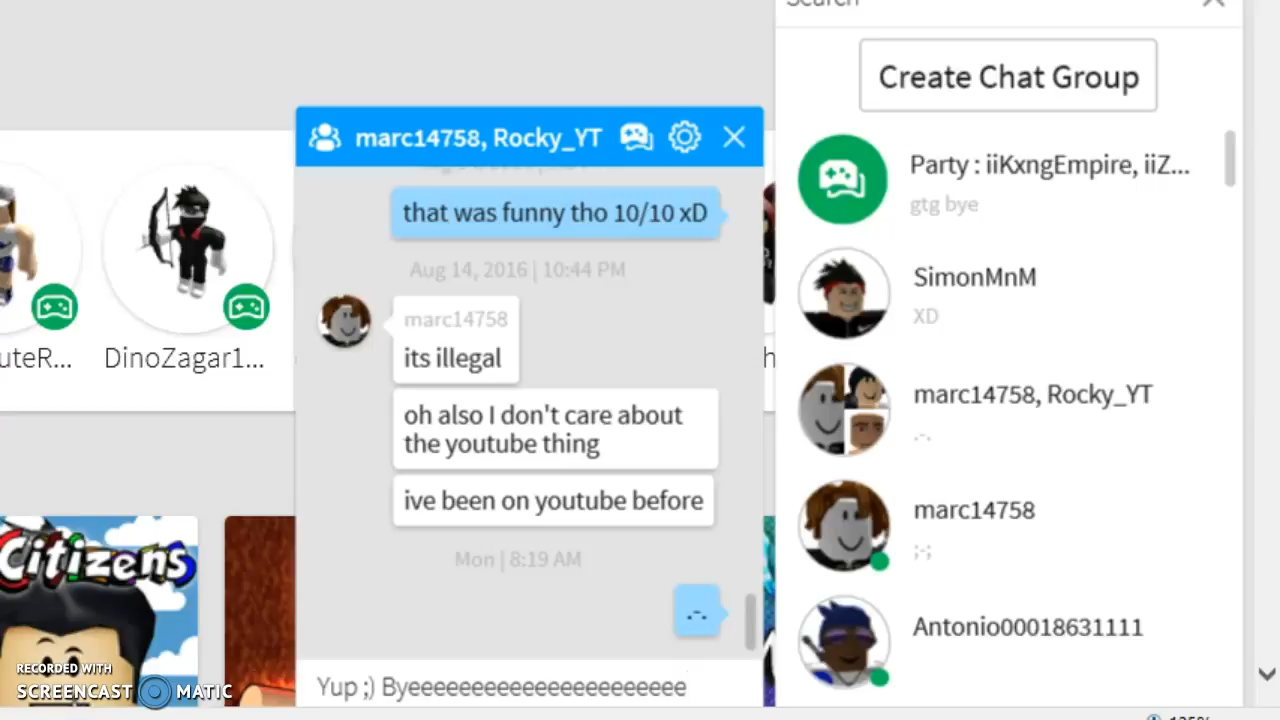 Search
Create Chat Group
marc14758, Rocky_YT
Party : iiKxngEmpire, iiZ...
gtg bye
that was funny tho 10/10 xD
Aug 14, 2016 | 10:44 PM
SimonMnM
XD
marc14758
its illegal
uteR...
DinoZagar1...
h
marc14758, Rocky_YT
.-.
oh also I don't care about
the youtube thing
ive been on youtube before
marc14758
;-;
Mon | 8:19 AM
Citizens
.-.
Antonio00018631111
RECORDED WITH
SCREENCAST MATIC
Yup ;) Byeeeeeeeeeeeeeeeeeeeeee
125%